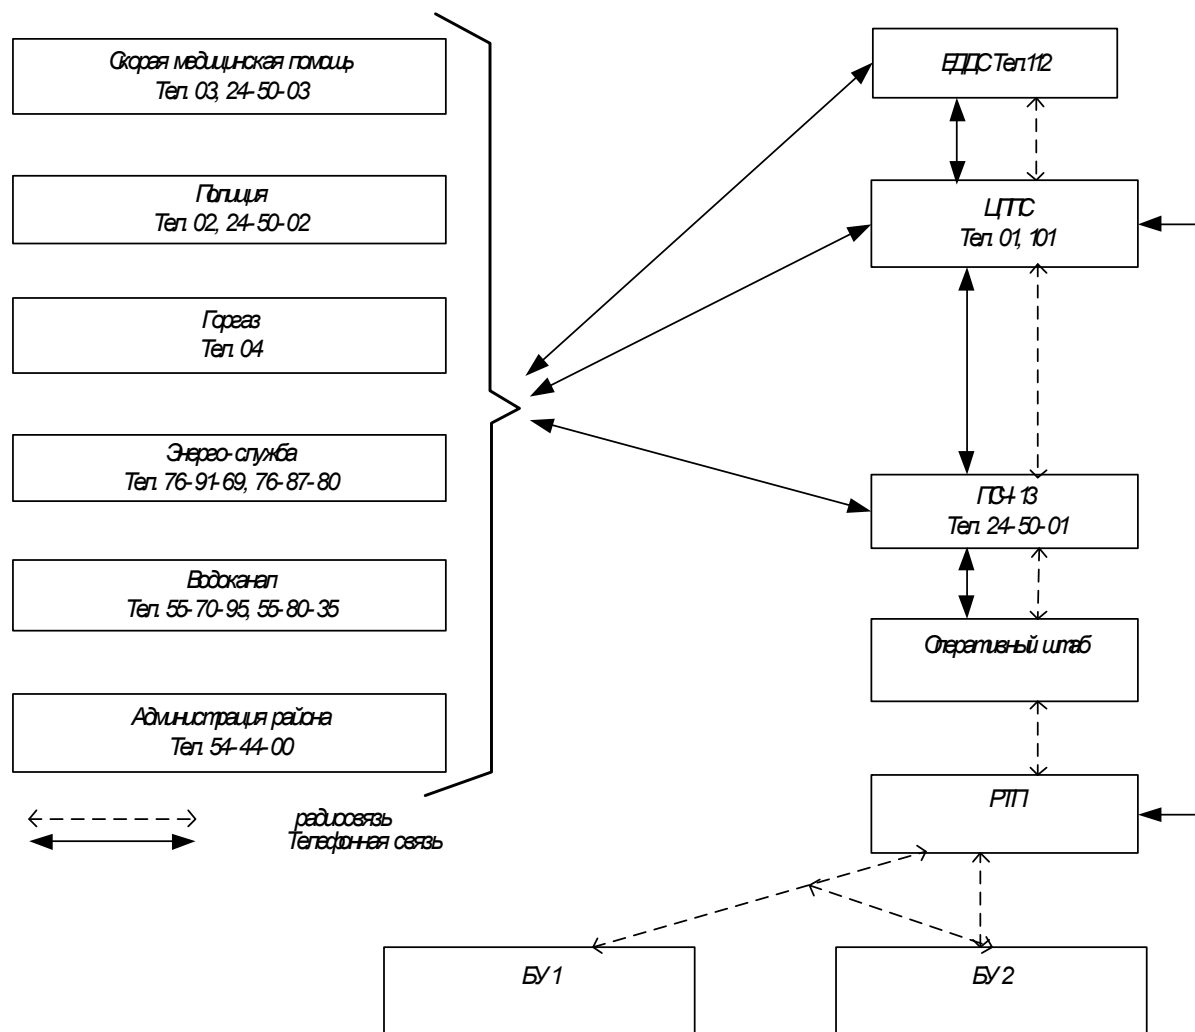 Скорая медицинская помощь
Тел. 03, 24-50-03
Полиция
Тел. 02, 24-50-02
Горгаз
Тел. 04
Энерго-служба
Тел. 76-91-69, 76-87-80
Водоканал
Тел. 55-70-95, 55-80-35
Администрация района
Тел. 54-44-00
радиосвязь
Телефонная связь
ЕДДС Тел.112
ЦППС
Тел. 01, 101
ПСЧ-13
Тел. 24-50-01
Оперативный штаб
РТП
БУ 1
БУ 2